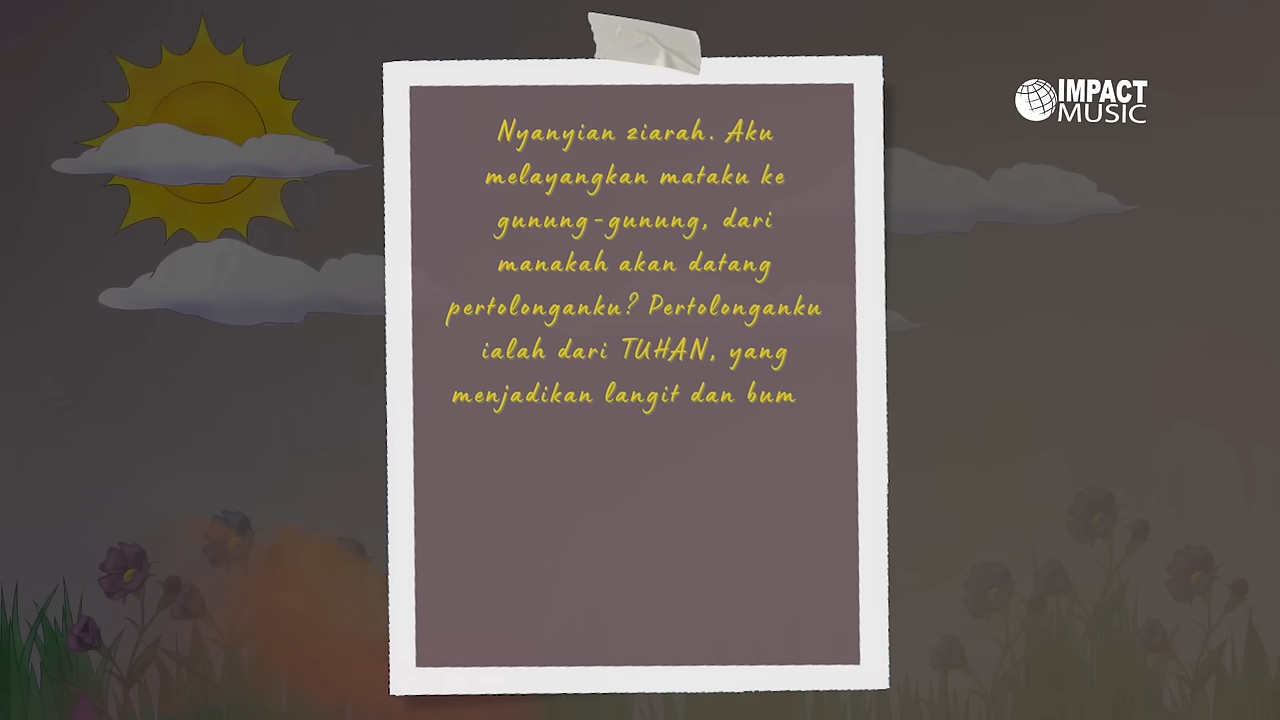 Nyanyian ziarah. Aku
melayangkan mataku ke
gunung-gunung, dari
manakah akan datang
pertolonganku? Pertolonganku
ialah dari TUHAN, yang
menjadikan langit dan bum
IMPACT
MUSIC